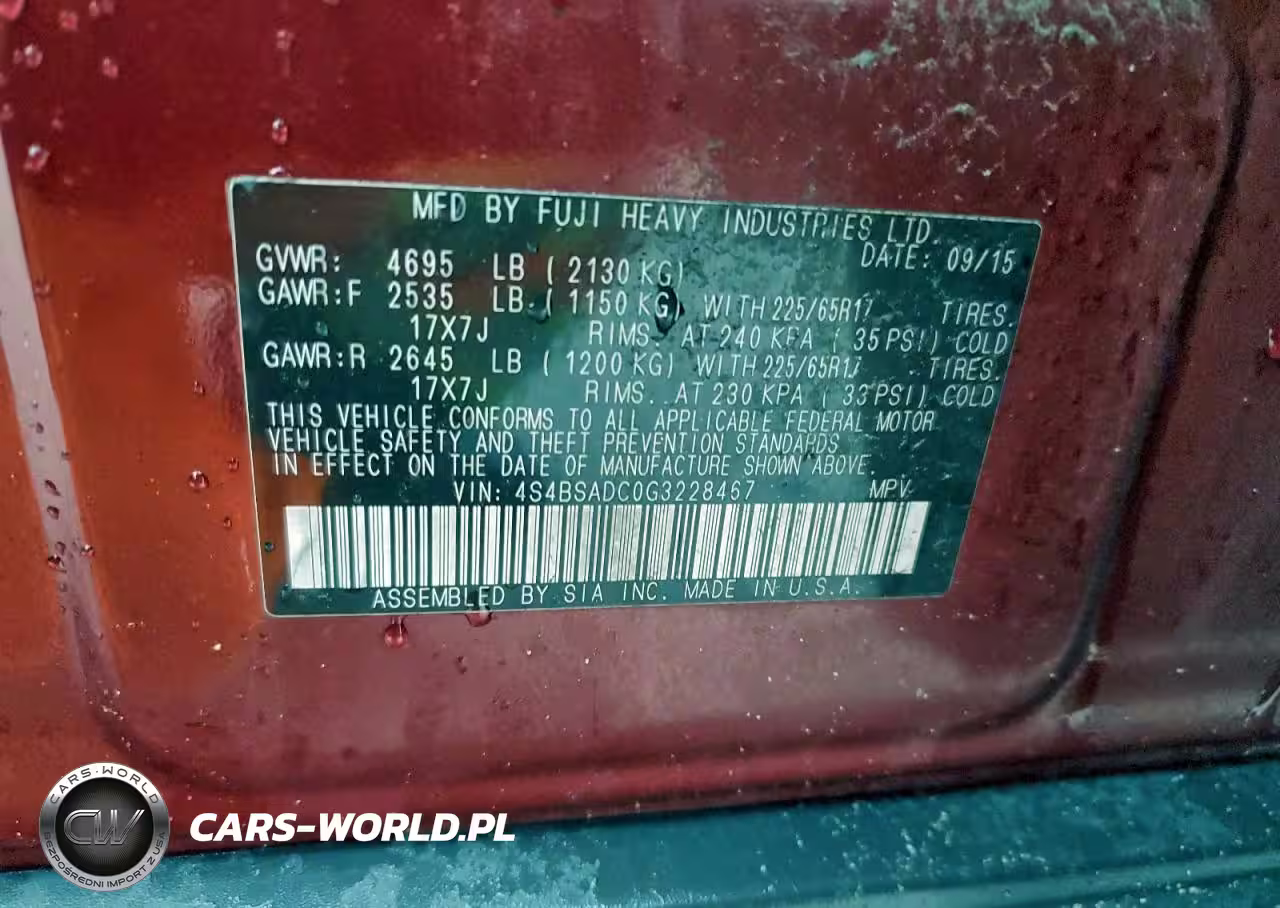 MFD BY FUJI HEAVY INDUSTRIES LTD.
DATE: 09/15
GVWR: 4695 LB ( 2130 KG)
GAWR:F 2535 LB ( 1150 KG) WITH 225/65R17 TIRES.
17X7J RIMS. AT 240 KPA ( 35 PSI) COLD
GAWR:R 2645 LB ( 1200 KG) WITH 225/65R17 TIRES.
17X7J RIMS. AT 230 KPA ( 33 PSI) COLD
THIS VEHICLE CONFORMS TO ALL APPLICABLE FEDERAL MOTOR
VEHICLE SAFETY AND THEFT PREVENTION STANDARDS
IN EFFECT ON THE DATE OF MANUFACTURE SHOWN ABOVE.
VIN: 4S4BSADC0G3228467 MPV
ASSEMBLED BY SIA INC. MADE IN U.S.A.
CARS-WORLD
CW
BEZPOŚREDNI IMPORT Z USA
CARS-WORLD.PL